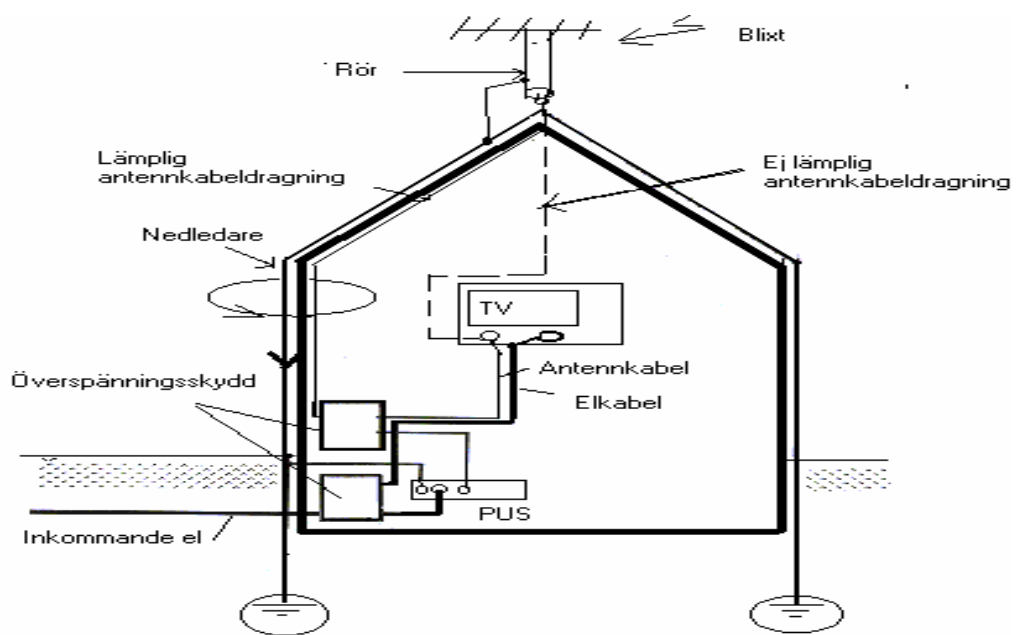 Blixt
Rör
Lämplig
antennkabeldragning
Ej lämplig
antennkabeldragning
Nedledare
TV
Överspänningsskydd
Antennkabel
Elkabel
PUS
Inkommande el